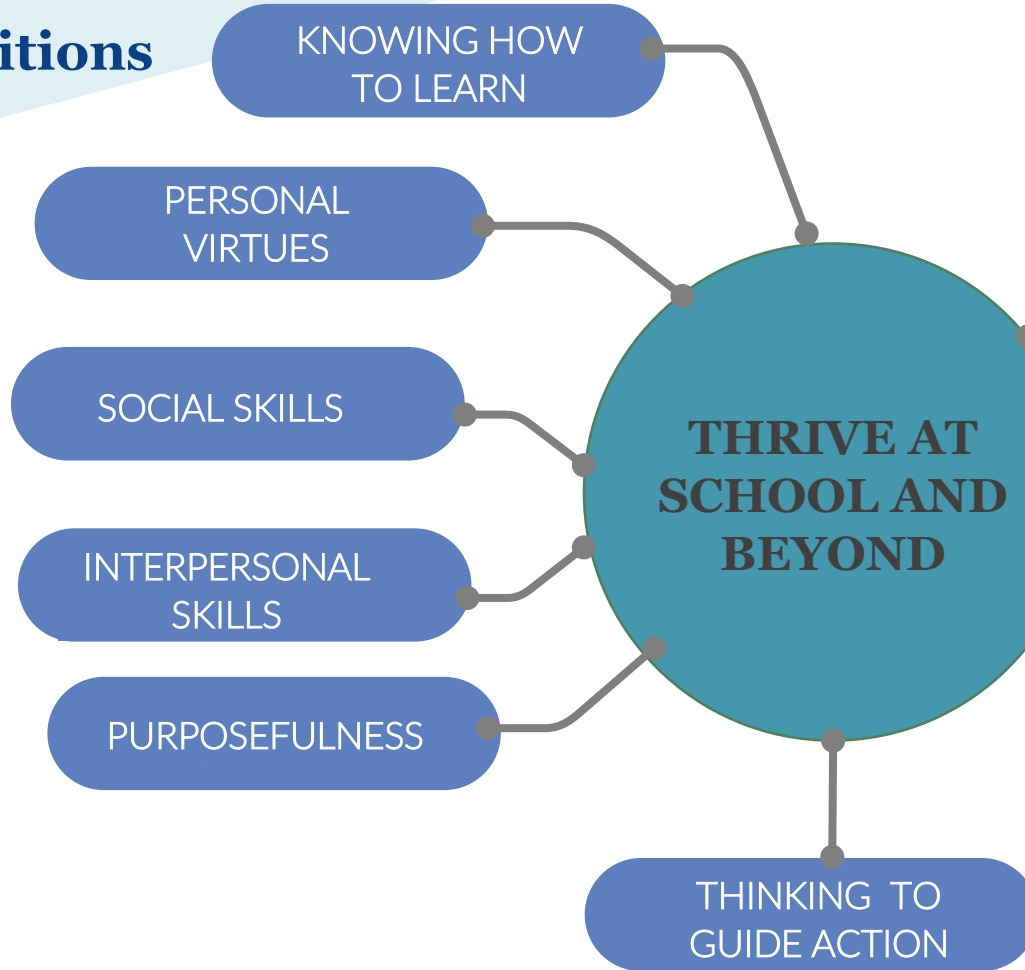 itions
KNOWING HOW
TO LEARN
PERSONAL
VIRTUES
SOCIAL SKILLS
INTERPERSONAL
SKILLS
PURPOSEFULNESS
THRIVE AT
SCHOOL AND
BEYOND
THINKING TO
GUIDE ACTION